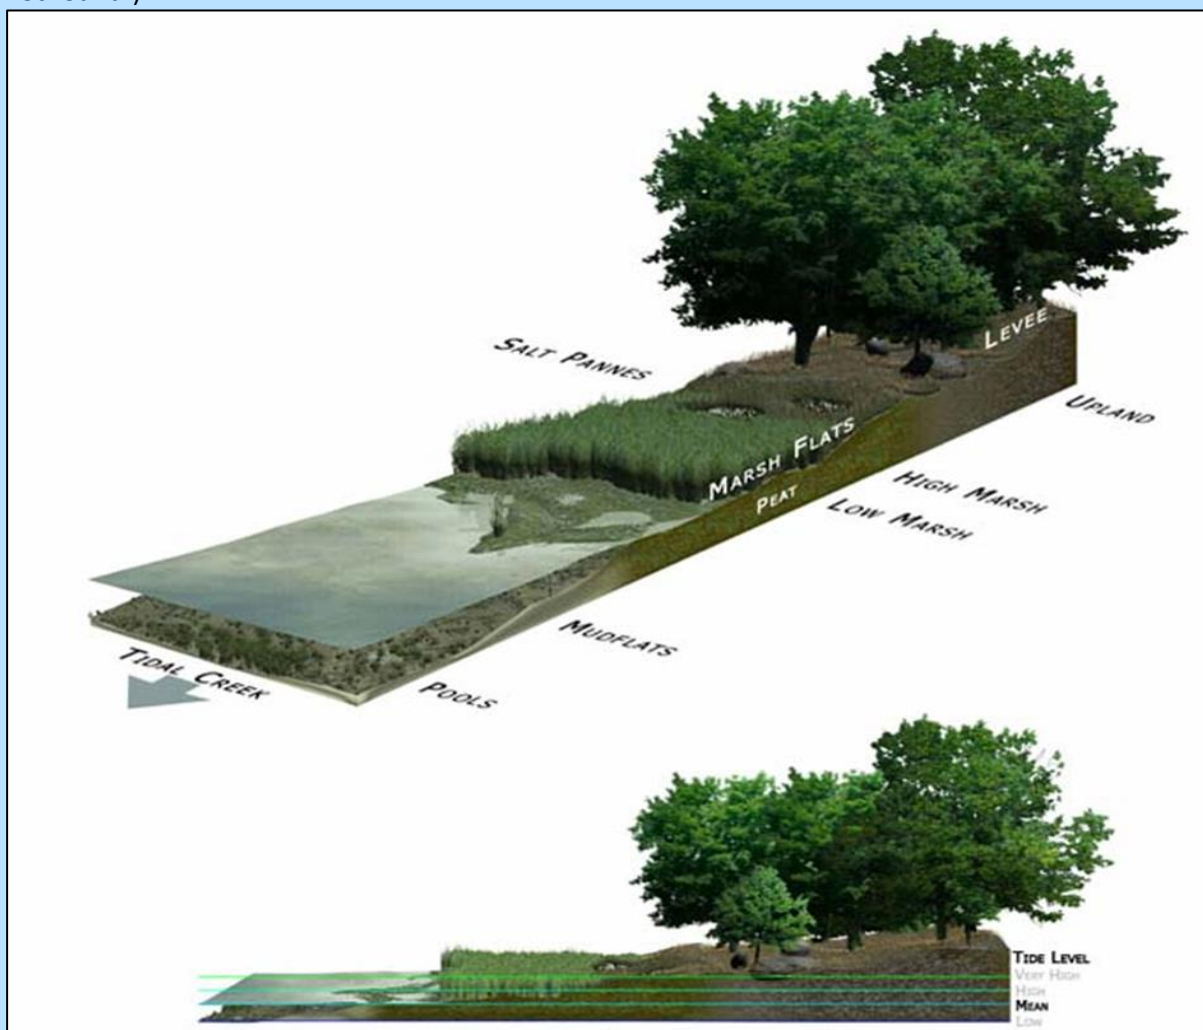 SALT PANNES
LEVEE
UPLAND
MARSH FLATS
PEAT
HIGH MARSH
LOW MARSH
MUDFLATS
TIDAL CREEK
POOLS
TIDE LEVEL
VERY HIGH
HIGH
MEAN
LOW